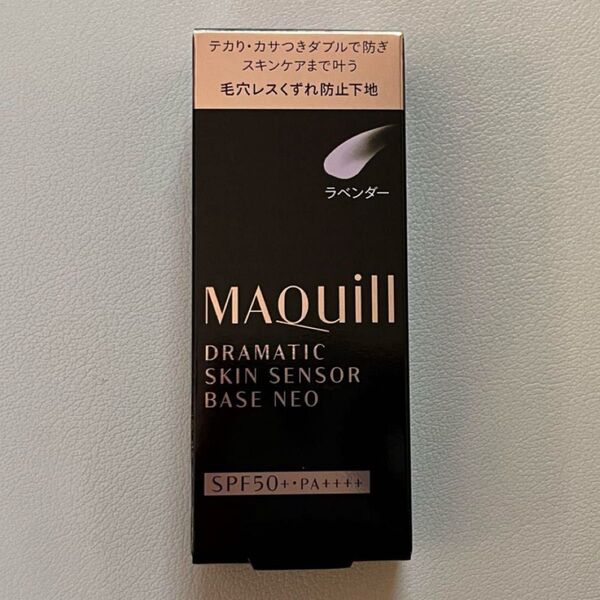 テカリ・カサつきダブルで防ぎ
スキンケアまで叶う
毛穴レスくずれ防止下地
ラベンダー
MAQuill
DRAMATIC
SKIN SENSOR
BASE NEO
SPF50+・PA++++